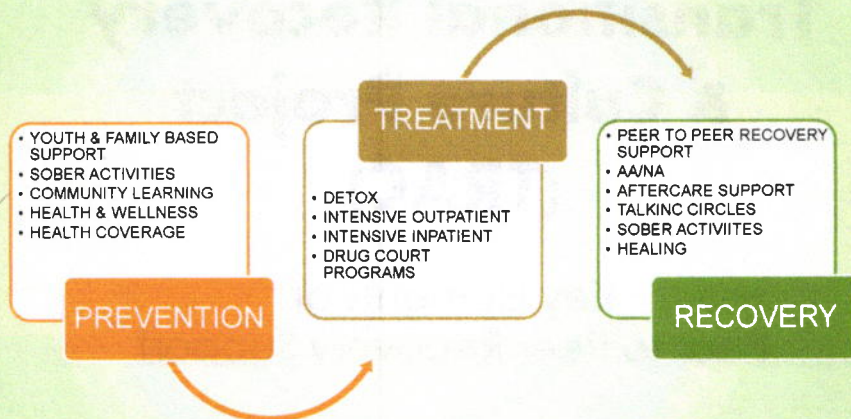 • YOUTH & FAMILY BASED
SUPPORT
• SOBER ACTIVITIES
• COMMUNITY LEARNING
• HEALTH & WELLNESS
• HEALTH COVERAGE
PREVENTION
TREATMENT
• DETOX
• INTENSIVE OUTPATIENT
• INTENSIVE INPATIENT
• DRUG COURT
PROGRAMS
• PEER TO PEER RECOVERY
SUPPORT
• AA/NA
• AFTERCARE SUPPORT
• TALKINC CIRCLES
• SOBER ACTIVIITES
• HEALING
RECOVERY